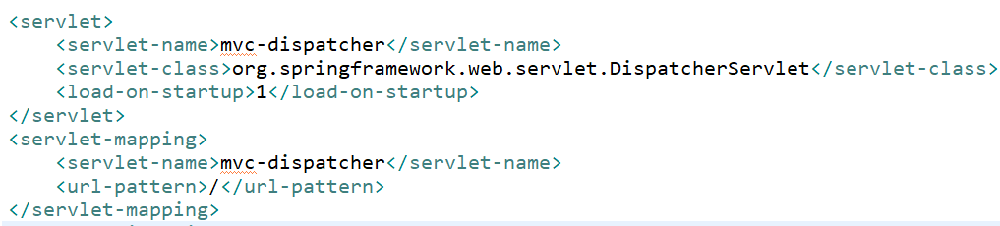 <servlet>
    <servlet-name>mvc-dispatcher</servlet-name>
    <servlet-class>org.springframework.web.servlet.DispatcherServlet</servlet-class>
    <load-on-startup>1</load-on-startup>
</servlet>
<servlet-mapping>
    <servlet-name>mvc-dispatcher</servlet-name>
    <url-pattern>/</url-pattern>
</servlet-mapping>